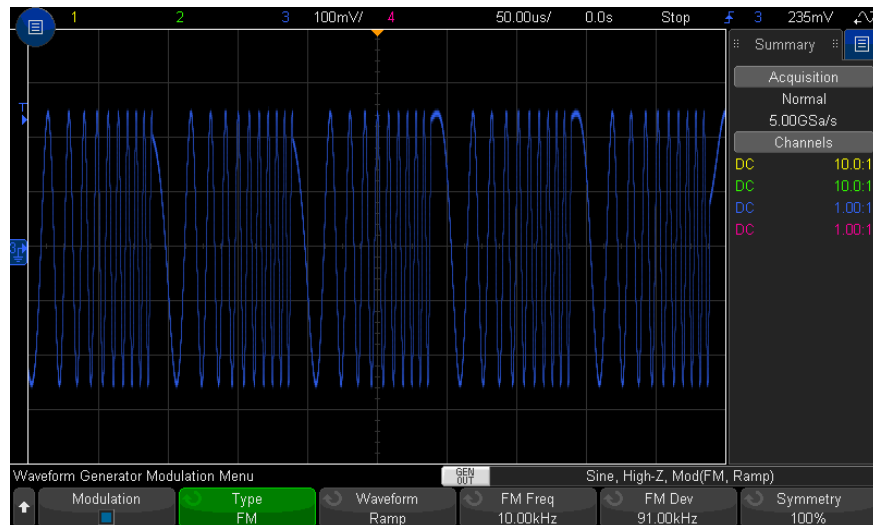 1 2 3 100mV/ 4 50.00us/ 0.0s Stop 3 235mV
Summary
Acquisition
Normal
5.00GSa/s
Channels
DC 10.0:1
DC 10.0:1
DC 1.00:1
DC 1.00:1
T
3
Waveform Generator Modulation Menu GEN OUT Sine, High-Z, Mod(FM, Ramp)
Modulation Type Waveform FM Freq FM Dev Symmetry
FM Ramp 10.00kHz 91.00kHz 100%